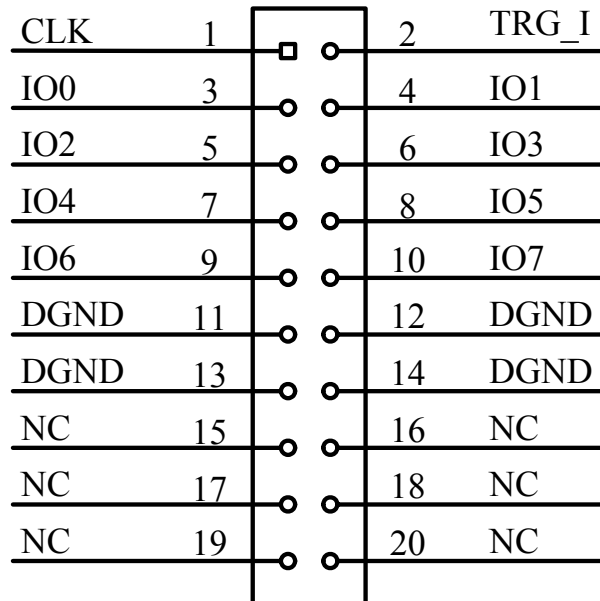 CLK 1 2 TRG_I
IO0 3 4 IO1
IO2 5 6 IO3
IO4 7 8 IO5
IO6 9 10 IO7
DGND 11 12 DGND
DGND 13 14 DGND
NC 15 16 NC
NC 17 18 NC
NC 19 20 NC